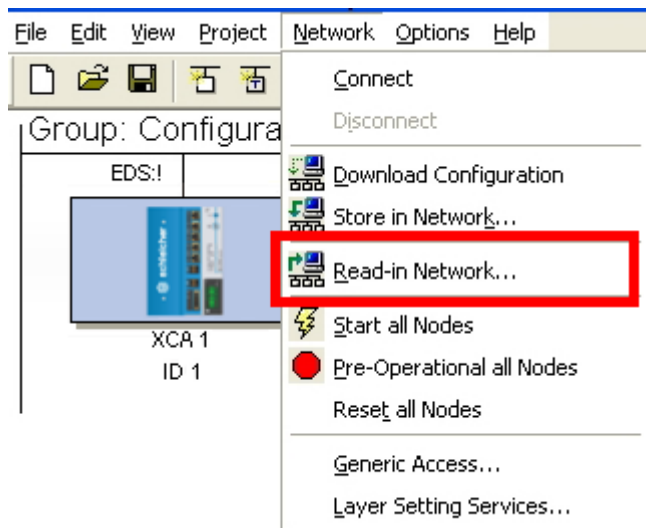 File Edit View Project Network Options Help
Connect
Disconnect
Group: Configura
EDS:!
Download Configuration
Store in Network...
schleicher
Read-in Network...
XCA 1
Start all Nodes
ID 1
Pre-Operational all Nodes
Reset all Nodes
Generic Access...
Layer Setting Services...